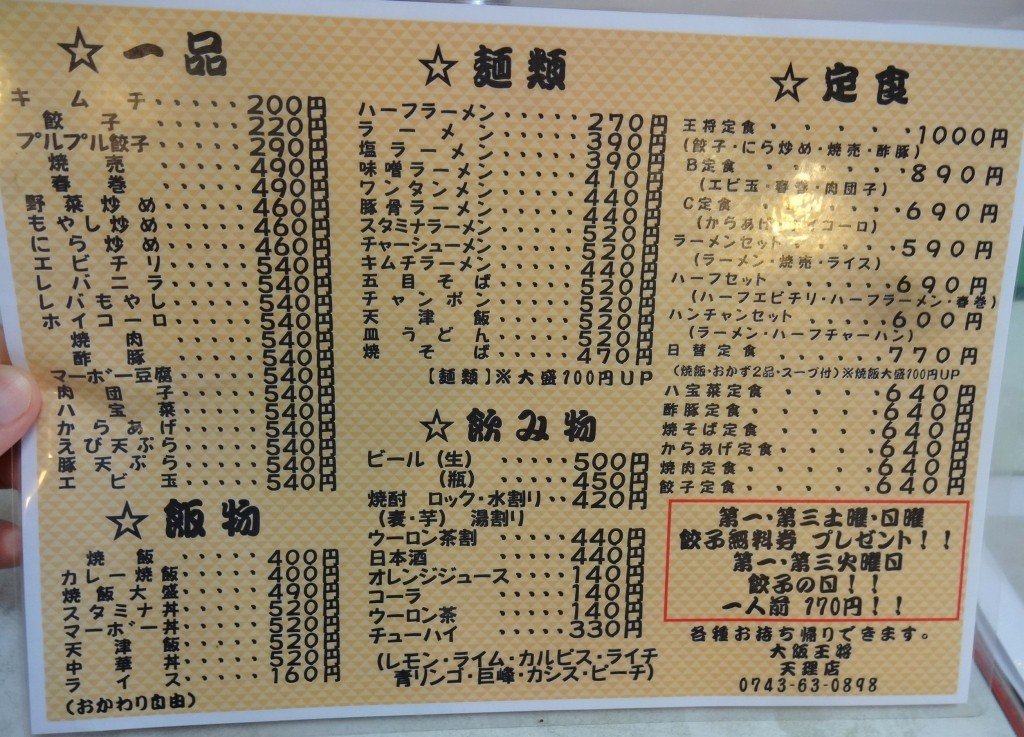 ☆一品
キムチ・・・・・200円
餃子・・・・・220円
プルプル餃子・・・・・290円
焼売・・・・・490円
春巻・・・・・490円
野菜炒め・・・・・460円
もやし炒め・・・・・460円
にら炒め・・・・・460円
エビチリ・・・・・540円
レバニラ・・・・・540円
レバもやし・・・・・540円
ホイコーロ・・・・・540円
焼肉・・・・・540円
酢豚・・・・・540円
マーボー豆腐・・・・・540円
肉団子・・・・・540円
ハ宝菜・・・・・540円
からあげ・・・・・540円
えび天ぷら・・・・・540円
豚天ぷら・・・・・540円
エビ玉・・・・・540円
☆飯物
焼飯・・・・・400円
カレー焼飯・・・・・400円
焼飯大盛・・・・・490円
スタミナ丼・・・・・520円
マーボー丼・・・・・520円
天津飯・・・・・520円
中華丼・・・・・520円
ライス・・・・・160円
(おかわり自由)
☆麺類
ハーフラーメン・・・・・270円
ラーメン・・・・・390円
塩ラーメン・・・・・390円
味噌ラーメン・・・・・410円
ワンタンメン・・・・・440円
豚骨ラーメン・・・・・440円
スタミナラーメン・・・・・520円
チャーシューメン・・・・・520円
キムチラーメン・・・・・440円
五目そば・・・・・520円
チャンポン・・・・・520円
天津飯・・・・・520円
皿うどん・・・・・520円
焼そば・・・・・470円
【麺類】※大盛100円UP
☆飲み物
ビール(生)・・・・・500円
(瓶)・・・・・450円
焼酎 ロック・水割り・・420円
(麦・芋) 湯割り
ウーロン茶割・・・・・440円
日本酒・・・・・440円
オレンジジュース・・・・・140円
コーラ・・・・・140円
ウーロン茶・・・・・140円
チューハイ・・・・・330円
(レモン・ライム・カルピス・ライチ
青リンゴ・巨峰・カシス・ピーチ)
☆定食
王将定食・・・・・1000円
(餃子・にら炒め・焼売・酢豚)
B定食・・・・・890円
(エビ玉・春巻・肉団子)
C定食・・・・・690円
(からあげ・ホイコーロ)
ラーメンセット・・・・・590円
(ラーメン・焼売・ライス)
ハーフセット・・・・・690円
(ハーフエビチリ・ハーフラーメン・春巻)
ハンチャンセット・・・・・600円
(ラーメン・ハーフチャーハン)
日替定食・・・・・770円
(焼飯・おかず2品・スープ付)※焼飯大盛100円UP
ハ宝菜定食・・・・・640円
酢豚定食・・・・・640円
焼そば定食・・・・・640円
からあげ定食・・・・・640円
焼肉定食・・・・・640円
餃子定食・・・・・640円
第一・第三土曜・日曜
餃子無料券 プレゼント!!
第一・第三火曜日
餃子の日!!
一人前 170円!!
各種お持ち帰りできます。
大阪王将
天理店
0743-63-0898